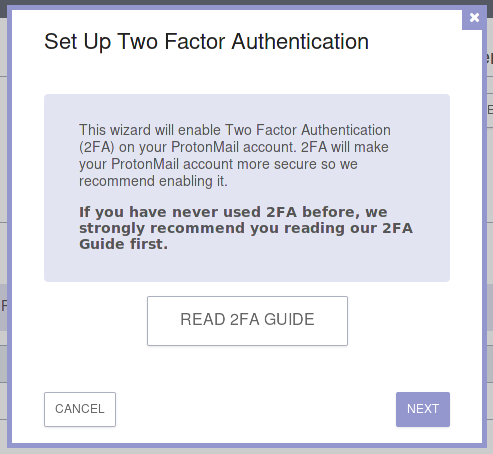 Set Up Two Factor Authentication
This wizard will enable Two Factor Authentication
(2FA) on your ProtonMail account. 2FA will make
your ProtonMail account more secure so we
recommend enabling it.
If you have never used 2FA before, we
strongly recommend you reading our 2FA
Guide first.
READ 2FA GUIDE
CANCEL
NEXT